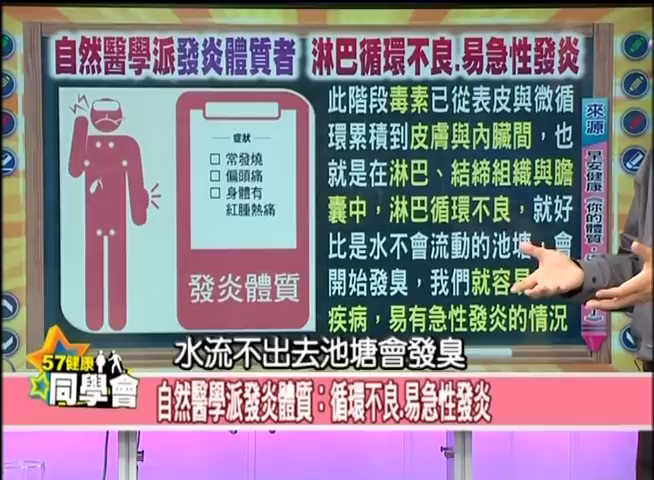 自然醫學派發炎體質者 淋巴循環不良.易急性發炎
症狀
常發燒
偏頭痛
身體有
紅腫熱痛
發炎體質
此階段毒素已從表皮與微循
環累積到皮膚與內臟間，也
就是在淋巴、結締組織與膽
囊中，淋巴循環不良，就好
比是水不會流動的池塘，會
開始發臭，我們就容
疾病，易有急性發炎的情況
來源
早安健康《你的體質
水流不出去池塘會發臭
57健康
同學會
自然醫學派發炎體質：循環不良.易急性發炎